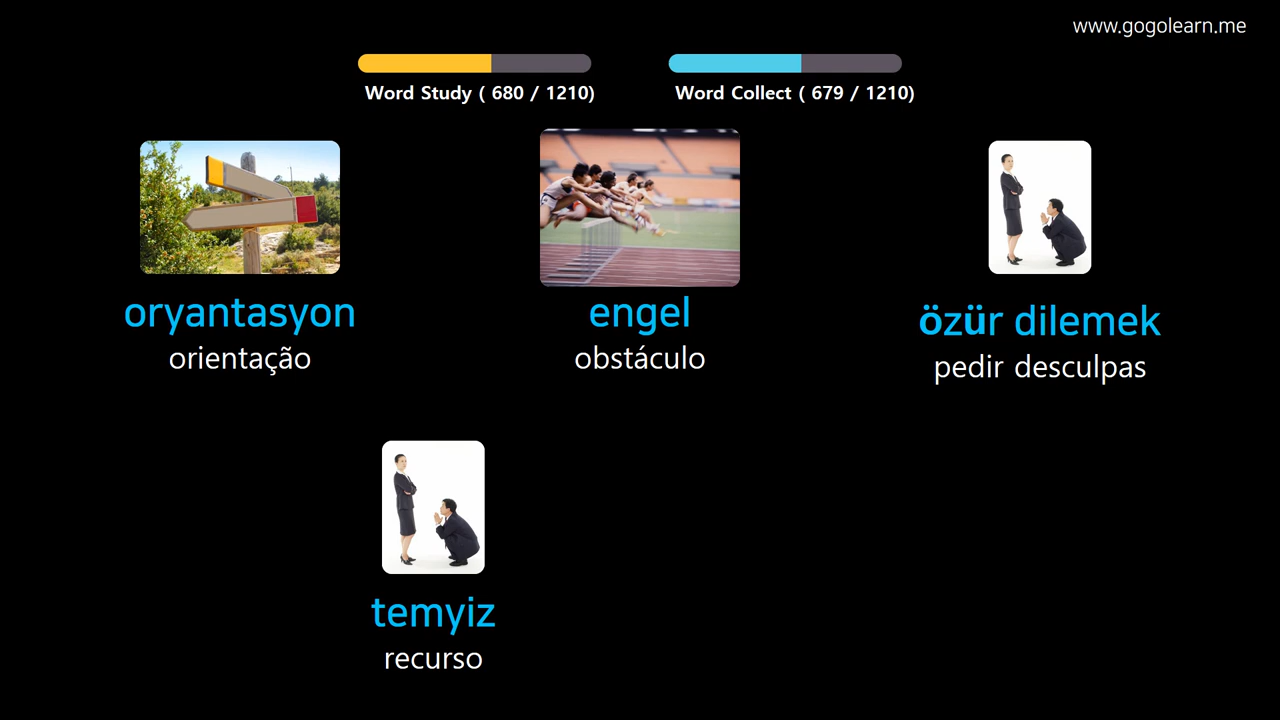 www.gogolearn.me
Word Study ( 680 / 1210)
Word Collect ( 679 / 1210)
oryantasyon
orientação
engel
obstáculo
özür dilemek
pedir desculpas
temyiz
recurso